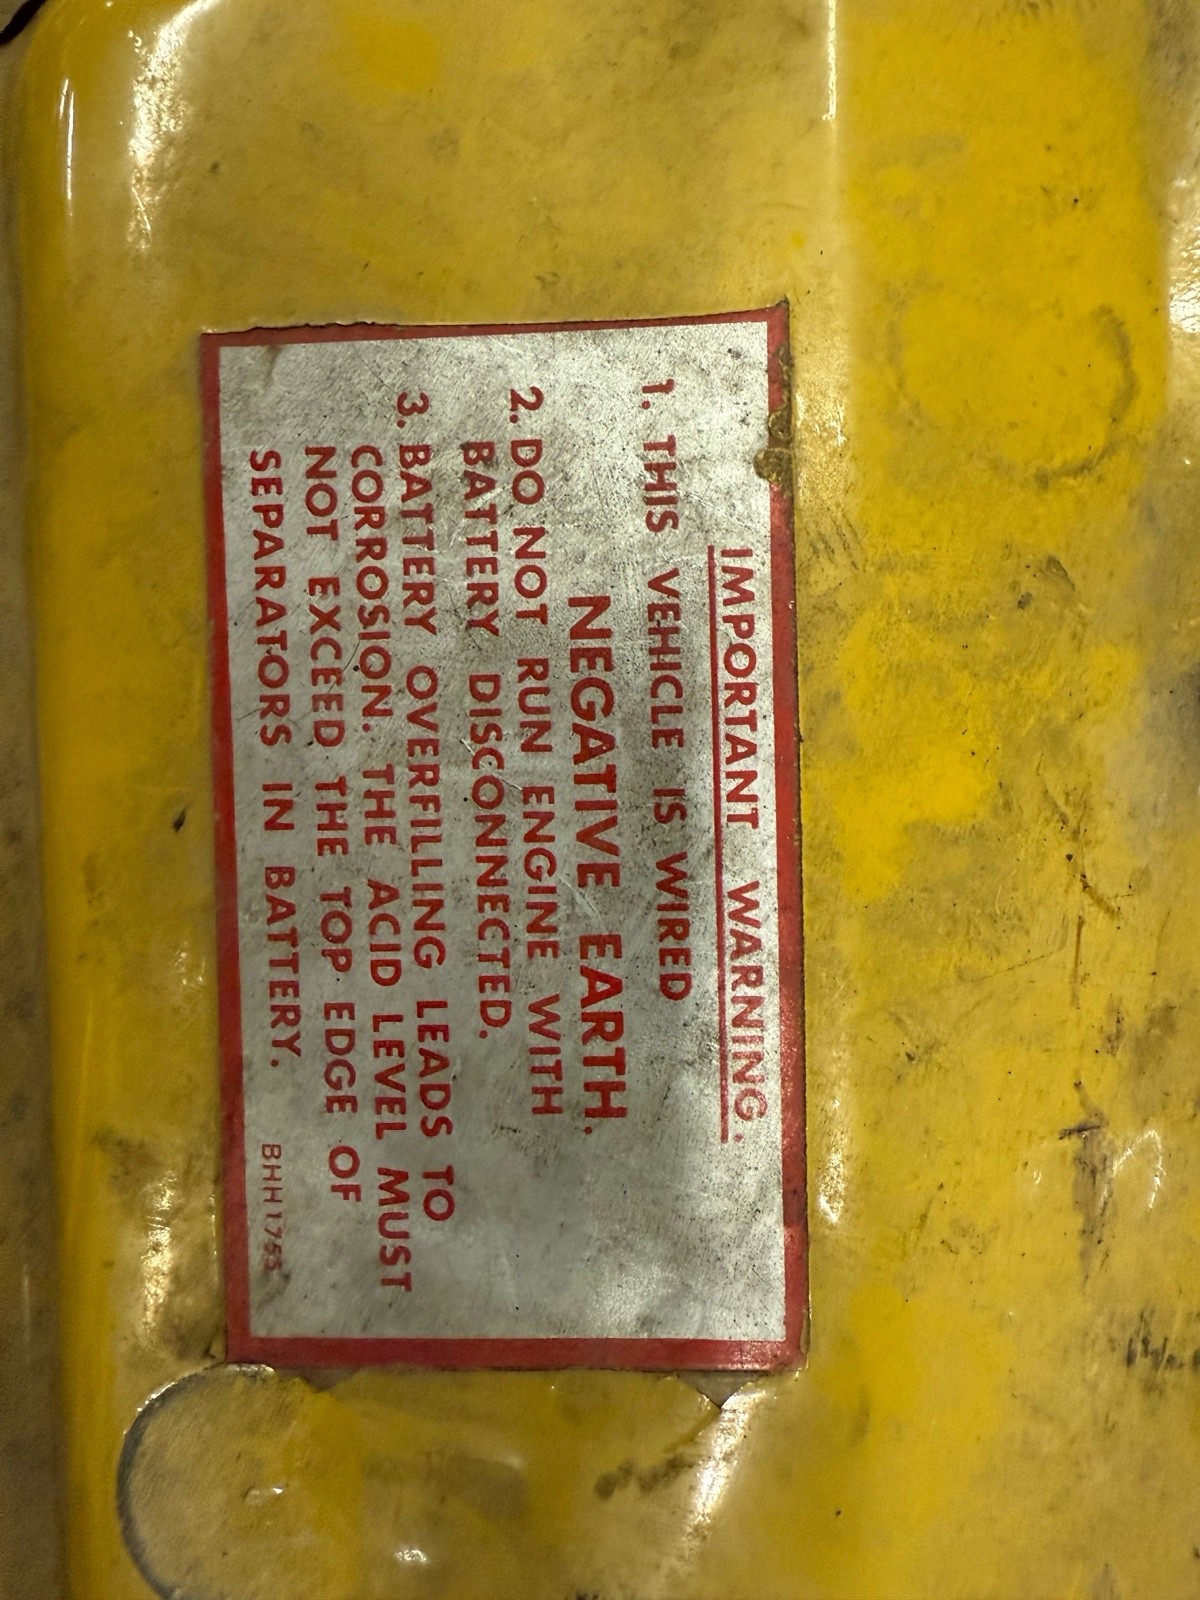 IMPORTANT WARNING.
1. THIS VEHICLE IS WIRED
NEGATIVE EARTH.
2. DO NOT RUN ENGINE WITH
BATTERY DISCONNECTED.
3. BATTERY OVERFILLING LEADS TO
CORROSION. THE ACID LEVEL MUST
NOT EXCEED THE TOP EDGE OF
SEPARATORS IN BATTERY.
BHH1755